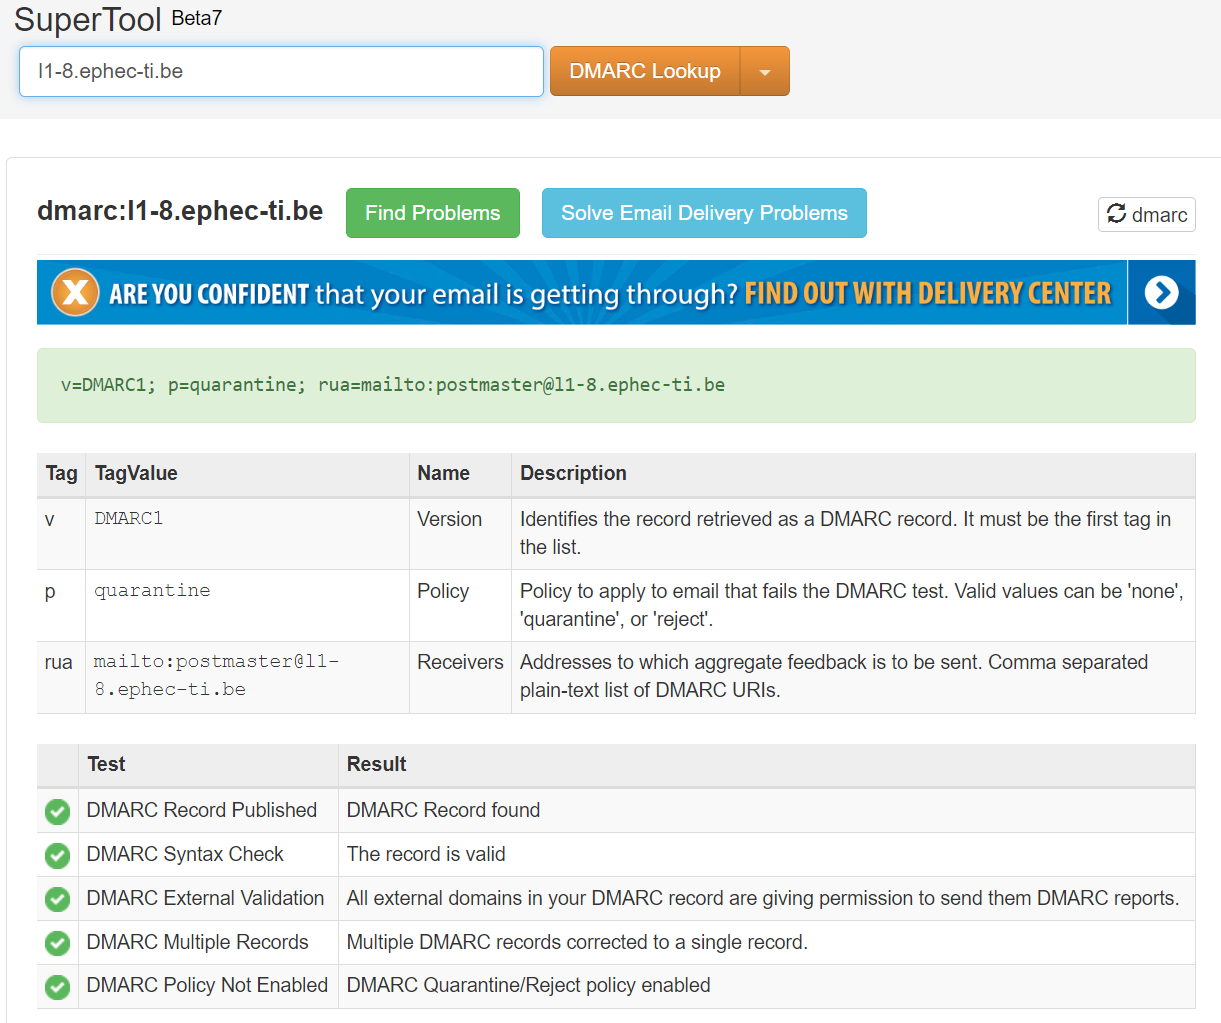 SuperTool Beta7
l1-8.ephec-ti.be
DMARC Lookup
dmarc:l1-8.ephec-ti.be
Find Problems
Solve Email Delivery Problems
dmarc
X ARE YOU CONFIDENT that your email is getting through? FIND OUT WITH DELIVERY CENTER
v=DMARC1; p=quarantine; rua=mailto:postmaster@l1-8.ephec-ti.be
Tag TagValue Name Description
v DMARC1 Version Identifies the record retrieved as a DMARC record. It must be the first tag in
the list.
p quarantine Policy Policy to apply to email that fails the DMARC test. Valid values can be 'none',
'quarantine', or 'reject'.
rua mailto:postmaster@l1- Receivers Addresses to which aggregate feedback is to be sent. Comma separated
8.ephec-ti.be plain-text list of DMARC URIs.
Test Result
DMARC Record Published DMARC Record found
DMARC Syntax Check The record is valid
DMARC External Validation All external domains in your DMARC record are giving permission to send them DMARC reports.
DMARC Multiple Records Multiple DMARC records corrected to a single record.
DMARC Policy Not Enabled DMARC Quarantine/Reject policy enabled